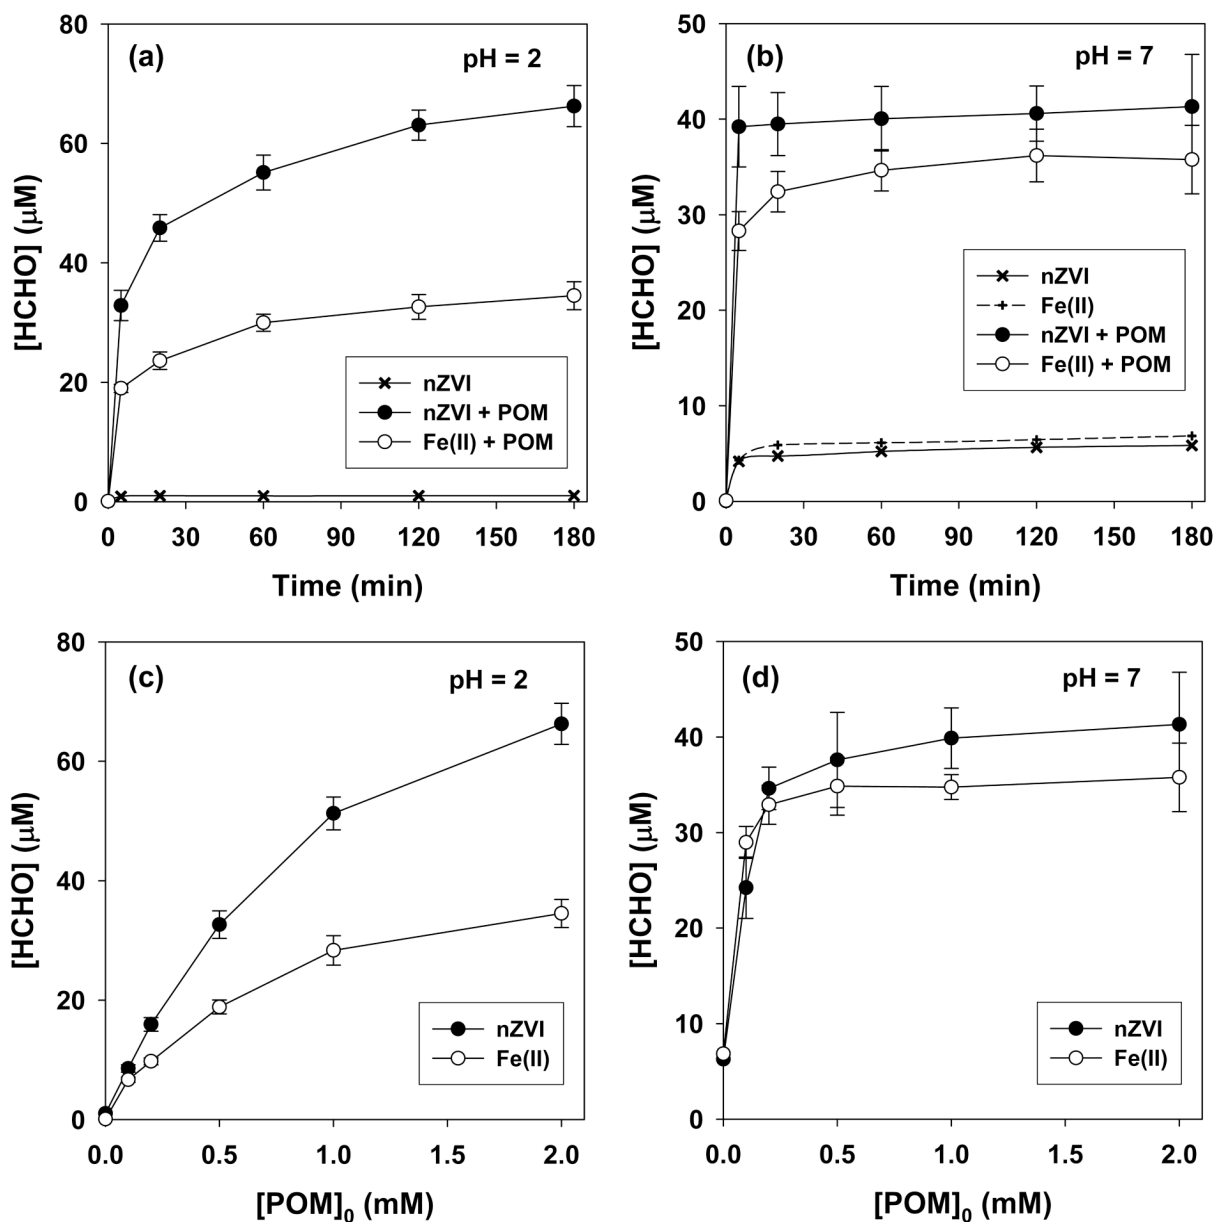 (a)
pH = 2
[HCHO] (μM)
80
60
40
20
0
nZVI
nZVI + POM
Fe(II) + POM
0 30 60 90 120 150 180
Time (min)
(b)
pH = 7
[HCHO] (μM)
50
40
30
20
10
0
nZVI
Fe(II)
nZVI + POM
Fe(II) + POM
0 30 60 90 120 150 180
Time (min)
(c)
pH = 2
[HCHO] (μM)
80
60
40
20
0
nZVI
Fe(II)
0.0 0.5 1.0 1.5 2.0
[POM]0 (mM)
(d)
pH = 7
[HCHO] (μM)
50
40
30
20
10
0
nZVI
Fe(II)
0.0 0.5 1.0 1.5 2.0
[POM]0 (mM)